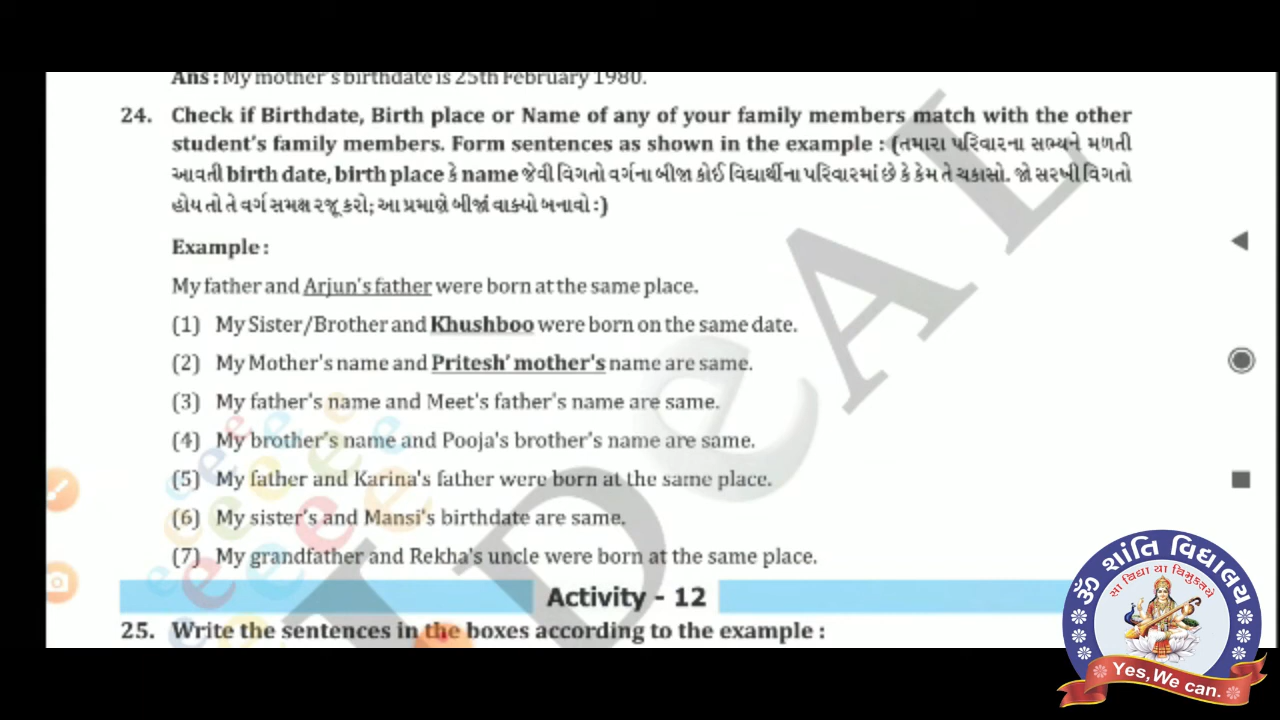 Ans : My mother's birthdate is 25th February 1980.
24. Check if Birthdate, Birth place or Name of any of your family members match with the other
student's family members. Form sentences as shown in the example : (તમારા પરિવારના સભ્યને મળતી
આવતી birth date, birth place કે name જેવી વિગતો વર્ગના બીજા કોઈ વિદ્યાર્થીના પરિવારમાં છે કે કેમ તે ચકાસો. જો સરખી વિગતો
હોય તો તે વર્ગ સમક્ષ રજૂ કરો; આ પ્રમાણે બીજાં વાક્યો બનાવો :)
Example :
My father and Arjun's father were born at the same place.
(1) My Sister/Brother and Khushboo were born on the same date.
(2) My Mother's name and Pritesh' mother's name are same.
(3) My father's name and Meet's father's name are same.
(4) My brother's name and Pooja's brother's name are same.
(5) My father and Karina's father were born at the same place.
(6) My sister's and Mansi's birthdate are same.
(7) My grandfather and Rekha's uncle were born at the same place.
Activity - 12
25. Write the sentences in the boxes according to the example :
IDeAL
ૐ શાંતિ વિદ્યાલય
સા વિદ્યા યા વિમુક્તયે
Yes, We can.